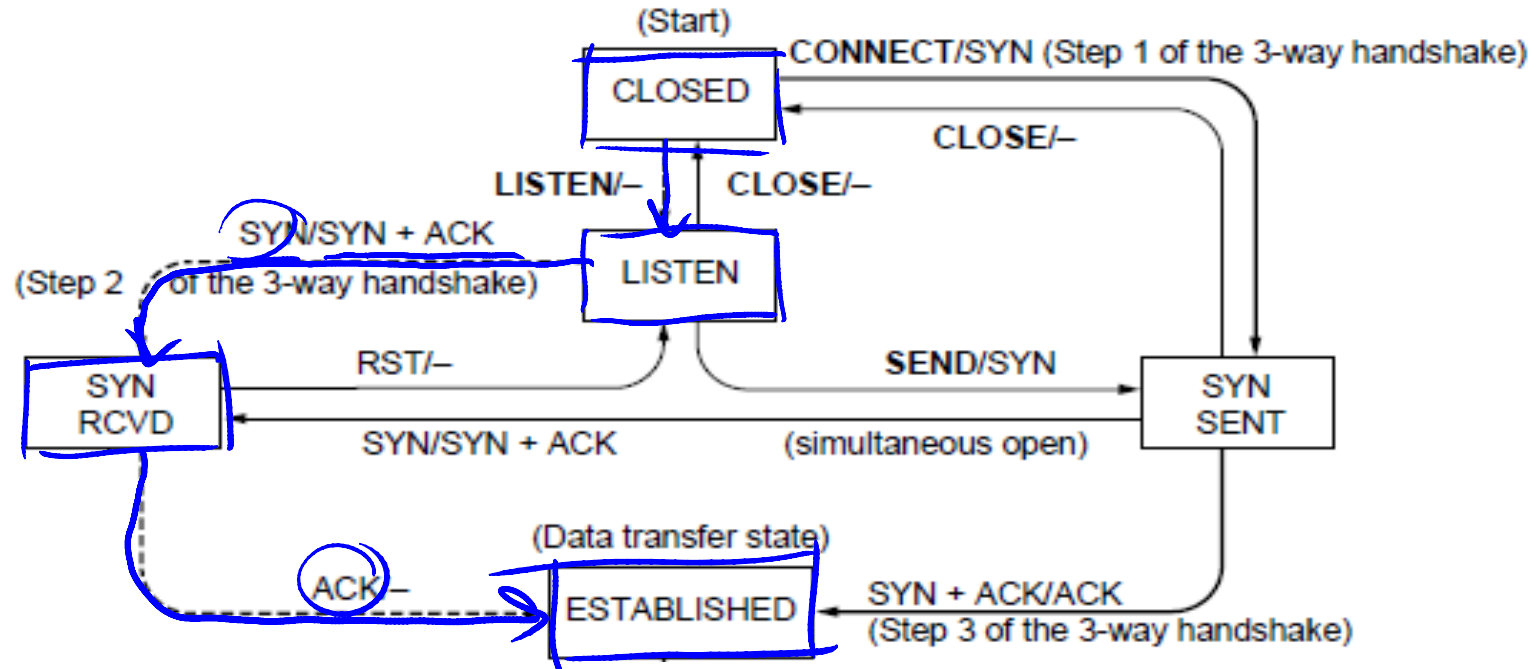 (Start)
CONNECT/SYN (Step 1 of the 3-way handshake)
CLOSED
CLOSE/–
LISTEN/–
CLOSE/–
SYN/SYN + ACK
(Step 2 of the 3-way handshake)
LISTEN
RST/–
SEND/SYN
SYN
RCVD
SYN
SENT
SYN/SYN + ACK
(simultaneous open)
(Data transfer state)
ACK/–
ESTABLISHED
SYN + ACK/ACK
(Step 3 of the 3-way handshake)